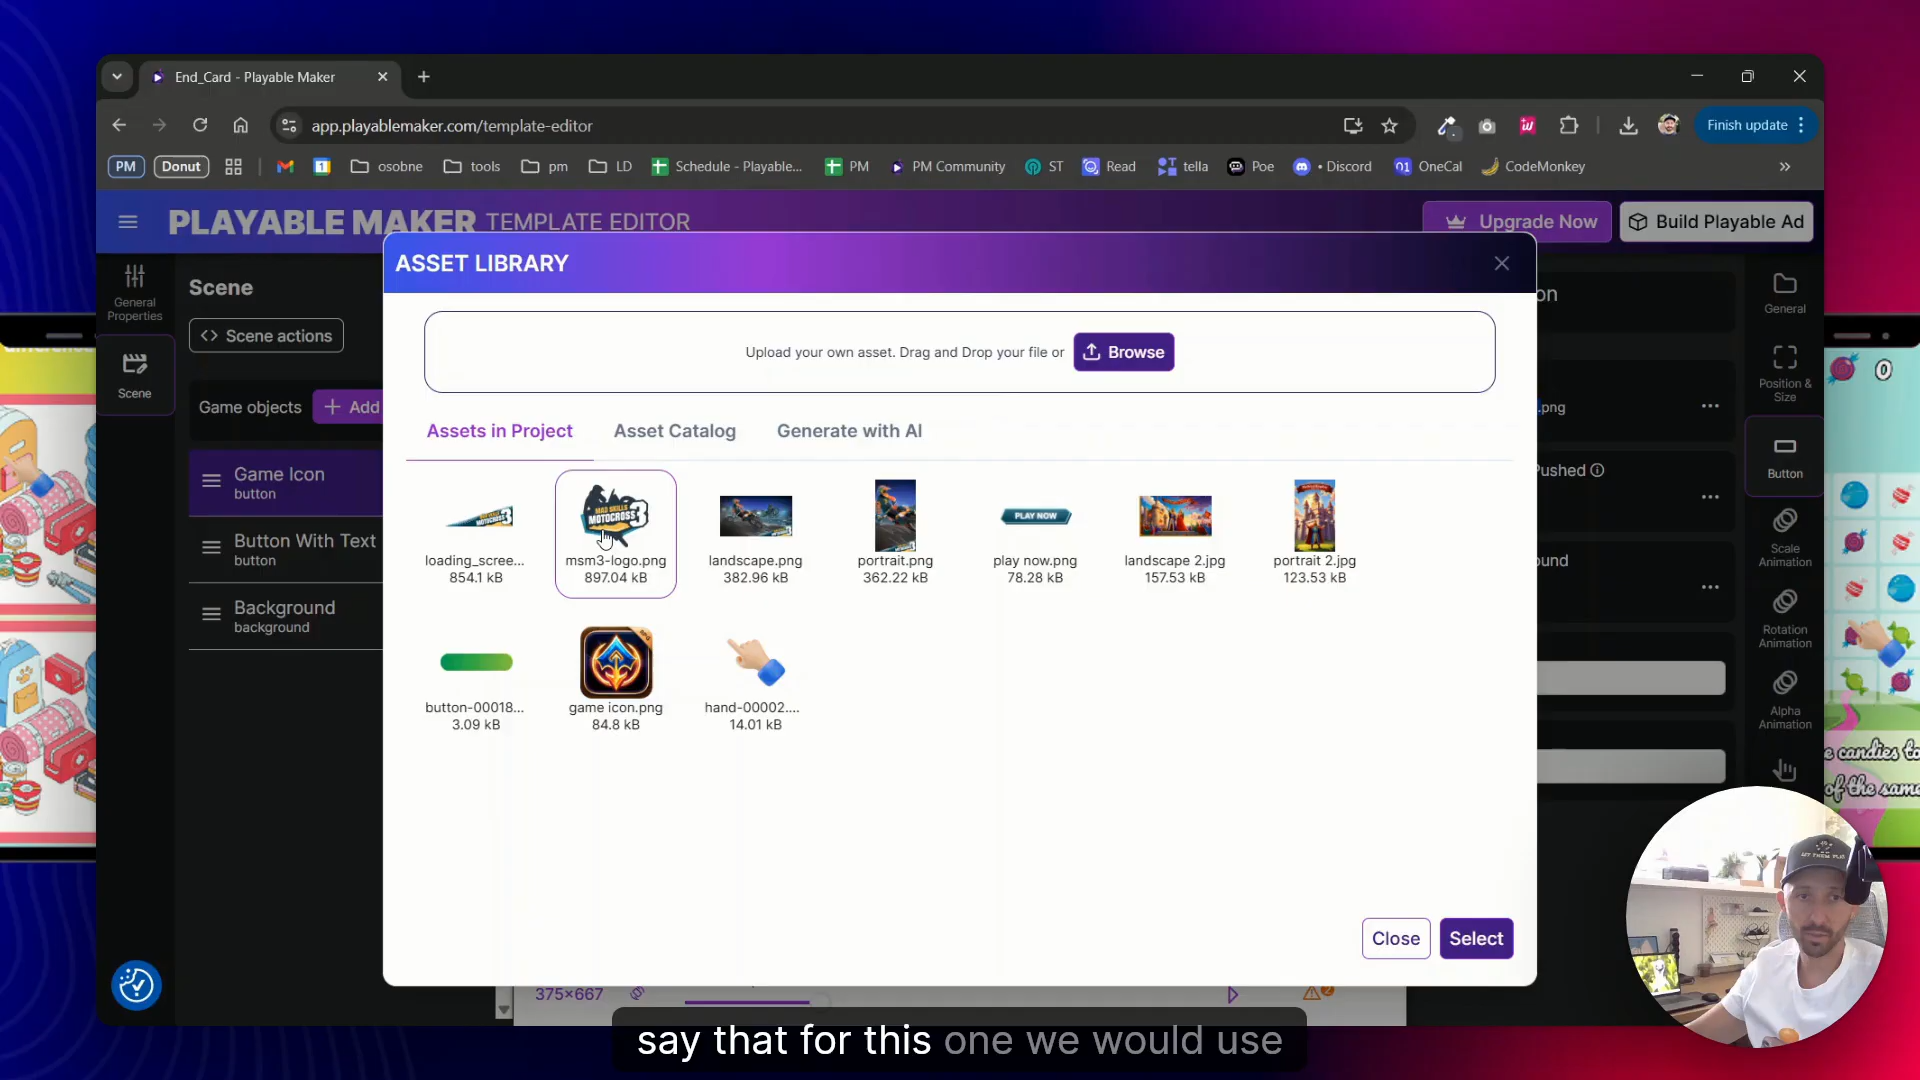 End_Card - Playable Maker
app.playablemaker.com/template-editor
Finish update
PM
Donut
osobne
tools
pm
LD
Schedule - Playable...
PM
PM Community
ST
Read
tella
Poe
• Discord
OneCal
CodeMonkey
PLAYABLE MAKER TEMPLATE EDITOR
Upgrade Now
Build Playable Ad
General Properties
Scene
Scene
Scene actions
Game objects
Add
Game Icon
button
Button With Text
button
Background
background
ASSET LIBRARY
Upload your own asset. Drag and Drop your file or
Browse
Assets in Project
Asset Catalog
Generate with AI
MAD SKILLS
MOTOCROSS 3
PLAY NOW
loading_scree...
854.1 kB
msm3-logo.png
897.04 kB
landscape.png
382.96 kB
portrait.png
362.22 kB
play now.png
78.28 kB
landscape 2.jpg
157.53 kB
portrait 2.jpg
123.53 kB
button-00018...
3.09 kB
game icon.png
84.8 kB
hand-00002....
14.01 kB
Close
Select
.png
General
Position & Size
Button
Scale Animation
Rotation Animation
Alpha Animation
0
375×667
say that for this one we would use